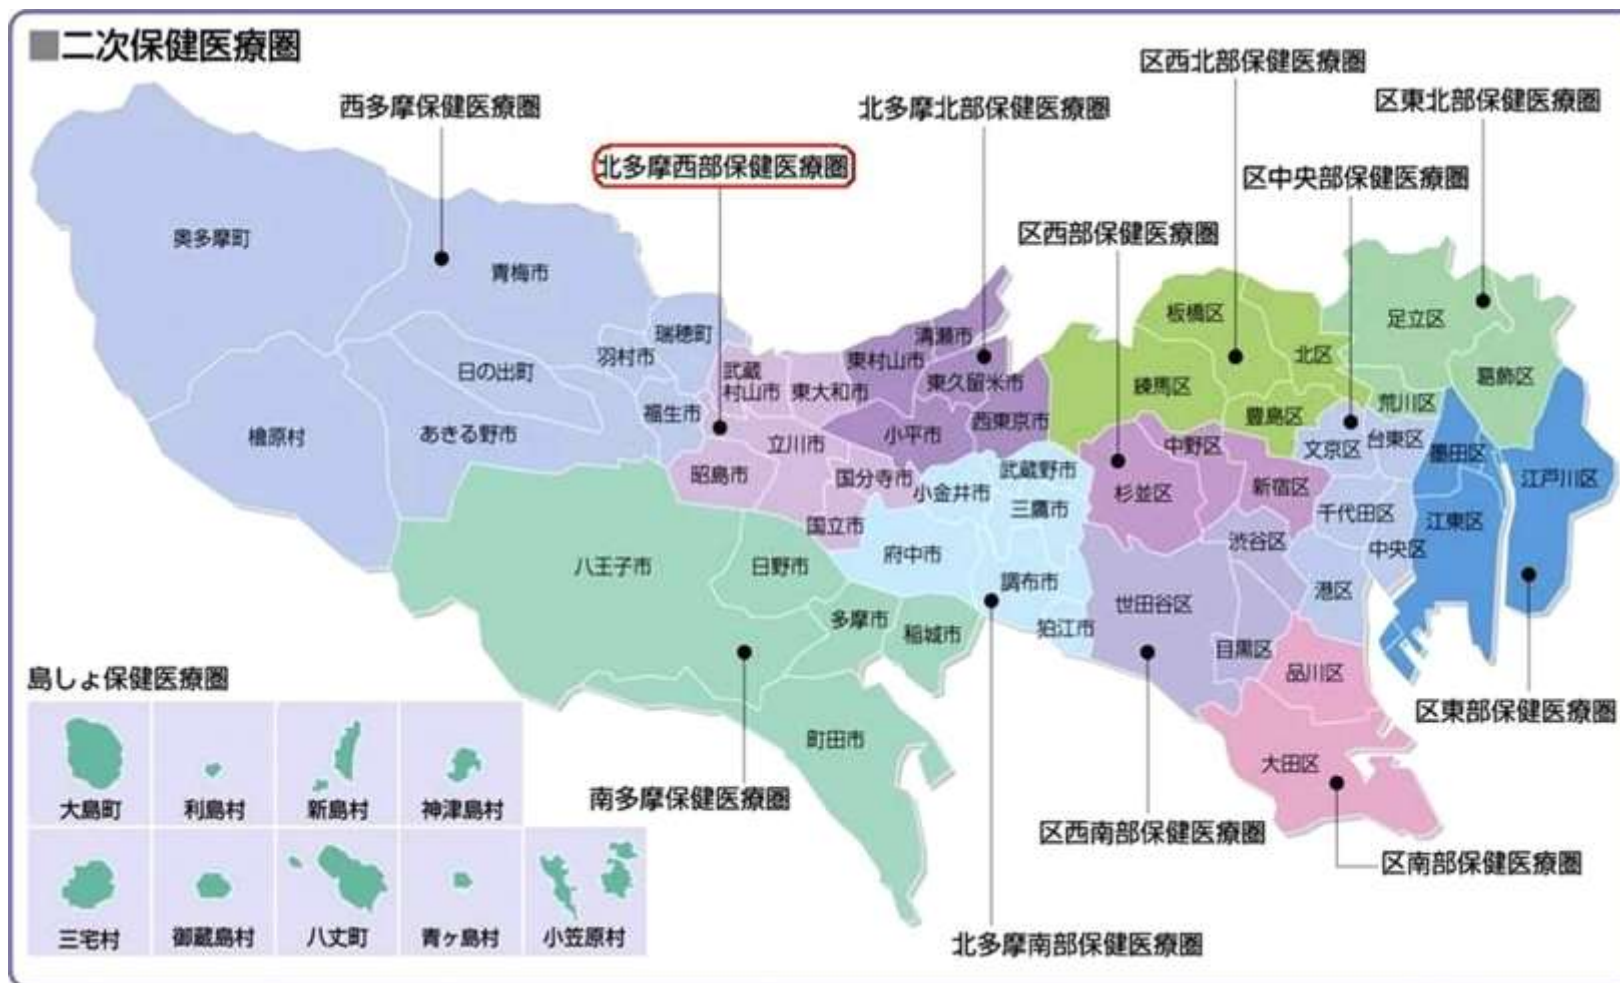 ■二次保健医療圏
区西北部保健医療圏
西多摩保健医療圏
北多摩北部保健医療圏
区東北部保健医療圏
北多摩西部保健医療圏
区中央部保健医療圏
区西部保健医療圏
奥多摩町
青梅市
瑞穂町
羽村市
日の出町
福生市
檜原村
あきる野市
武蔵
村山市
東大和市
東村山市
清瀬市
東久留米市
小平市
西東京市
立川市
昭島市
国分寺市
国立市
小金井市
武蔵野市
三鷹市
府中市
調布市
狛江市
八王子市
日野市
多摩市
稲城市
町田市
板橋区
北区
練馬区
豊島区
足立区
葛飾区
荒川区
中野区
杉並区
新宿区
文京区
台東区
千代田区
中央区
港区
墨田区
江東区
江戸川区
渋谷区
世田谷区
目黒区
品川区
大田区
区東部保健医療圏
南多摩保健医療圏
区西南部保健医療圏
区南部保健医療圏
北多摩南部保健医療圏
島しょ保健医療圏
大島町
利島村
新島村
神津島村
三宅村
御蔵島村
八丈町
青ヶ島村
小笠原村